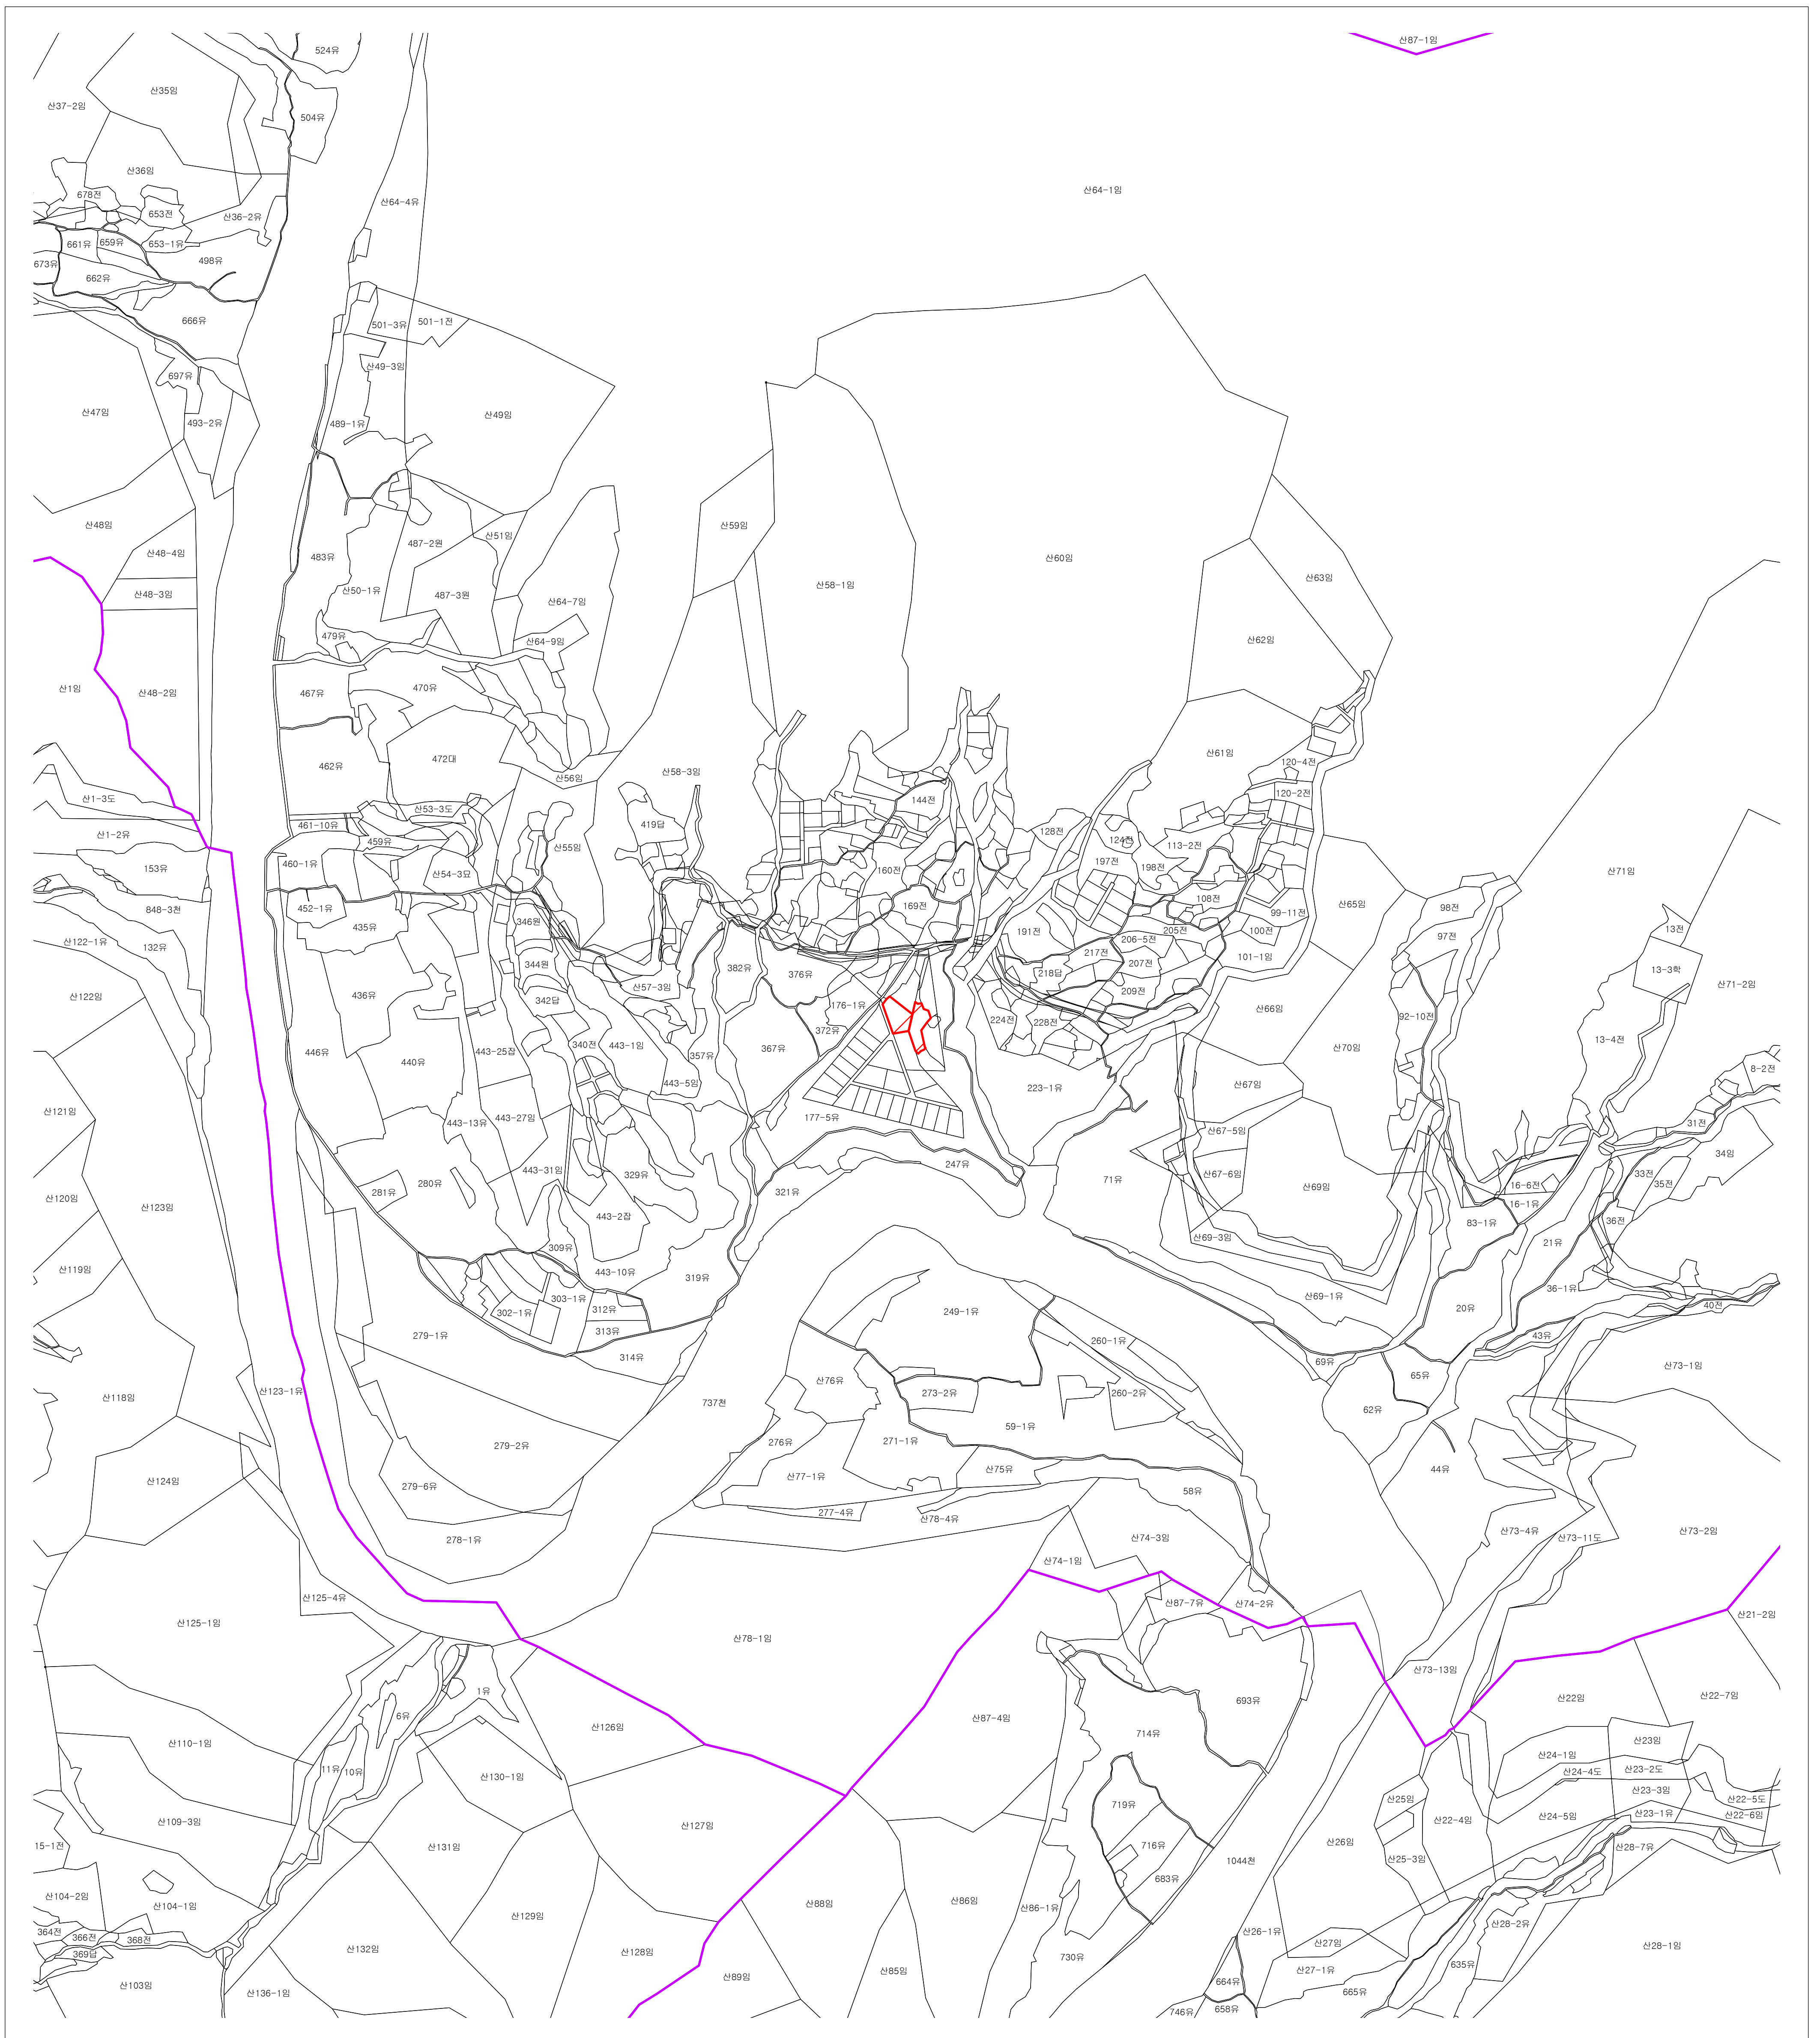 산87-1임
524유
산35임
산37-2임
504유
산36임
산64-1임
678전
산64-4유
653전
산36-2유
661유
659유
653-1유
673유
498유
662유
666유
501-3유
501-1전
산49-3임
697유
산47임
산49임
493-2유
489-1유
산48임
산59임
산51임
487-2원
산48-4임
483유
산60임
산58-1임
산63임
산50-1유
487-3원
산48-3임
산64-7임
479유
산64-9임
산62임
산1임
산48-2임
467유
470유
산61임
472대
462유
120-4전
산58-3임
산56임
산1-3도
144전
120-2전
산53-3도
461-10유
419답
128전
산1-2유
459유
124전
113-2전
산55임
460-1유
197전
153유
198전
산54-3묘
160전
산71임
108전
산65임
848-3천
452-1유
169전
98전
99-11전
346원
435유
191전
205전
100전
13전
산122-1유
132유
206-5전
97전
217전
101-1임
344원
207전
382유
376유
218답
13-3학
산57-3임
209전
산71-2임
산122임
436유
342답
176-1유
산66임
92-10전
224전
228전
372유
13-4전
340전
443-1임
산70임
446유
443-25잡
367유
357유
440유
8-2전
443-5임
223-1유
산67임
산121임
177-5유
443-13유
443-27임
31전
산67-5임
34임
247유
443-31임
329유
산67-6임
33전
71유
280유
35전
16-6전
산69임
281유
321유
산120임
16-1유
산123임
443-2잡
36전
83-1유
산69-3임
309유
21유
산119임
443-10유
319유
36-1유
산69-1유
303-1유
40전
312유
302-1유
249-1유
20유
313유
279-1유
43유
260-1유
314유
69유
산73-1임
65유
산76유
산123-1유
273-2유
260-2유
산118임
737천
62유
59-1유
276유
271-1유
279-2유
44유
산75유
산77-1유
산124임
279-6유
58유
277-4유
산78-4유
산73-4유
산73-2임
278-1유
산74-3임
산73-11도
산74-1임
산125-4유
산87-7유
산74-2유
산21-2임
산125-1임
산78-1임
산73-13임
1유
산22-7임
693유
산22임
6유
산87-4임
산126임
714유
산110-1임
산23임
산24-1임
11유
10유
산23-2도
산24-4도
산130-1임
산23-3임
산25임
산22-5도
719유
산23-1유
산22-6임
산24-5임
산22-4임
산109-3임
산127임
산26임
716유
15-1전
산131임
산28-7유
산25-3임
1044천
683유
산104-2임
산86임
산88임
산104-1임
산86-1유
산129임
산28-2유
364전
산26-1유
366전
368전
산27임
산28-1임
산132임
산128임
369답
730유
635유
산85임
산27-1유
산89임
664유
산103임
산136-1임
665유
658유
746유